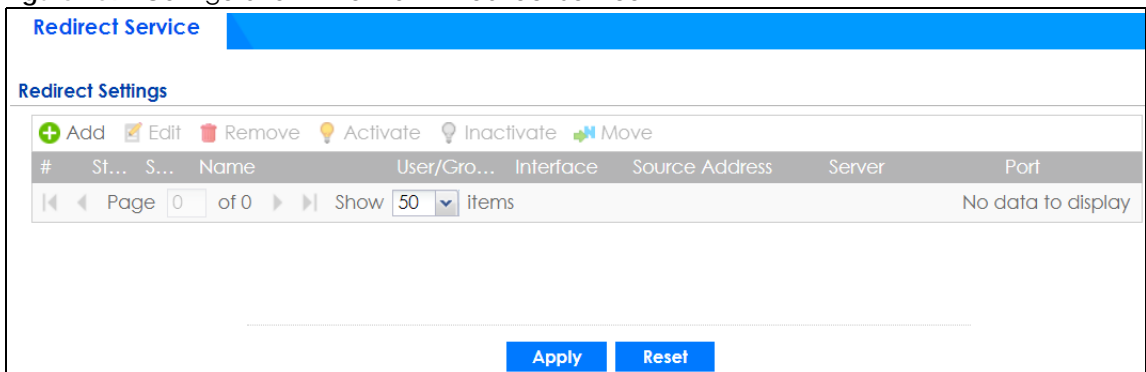 Redirect Service
Redirect Settings
Add Edit Remove Activate Inactivate Move
# St... S... Name User/Gro... Interface Source Address Server Port
Page 0 of 0 Show 50 items No data to display
Apply Reset